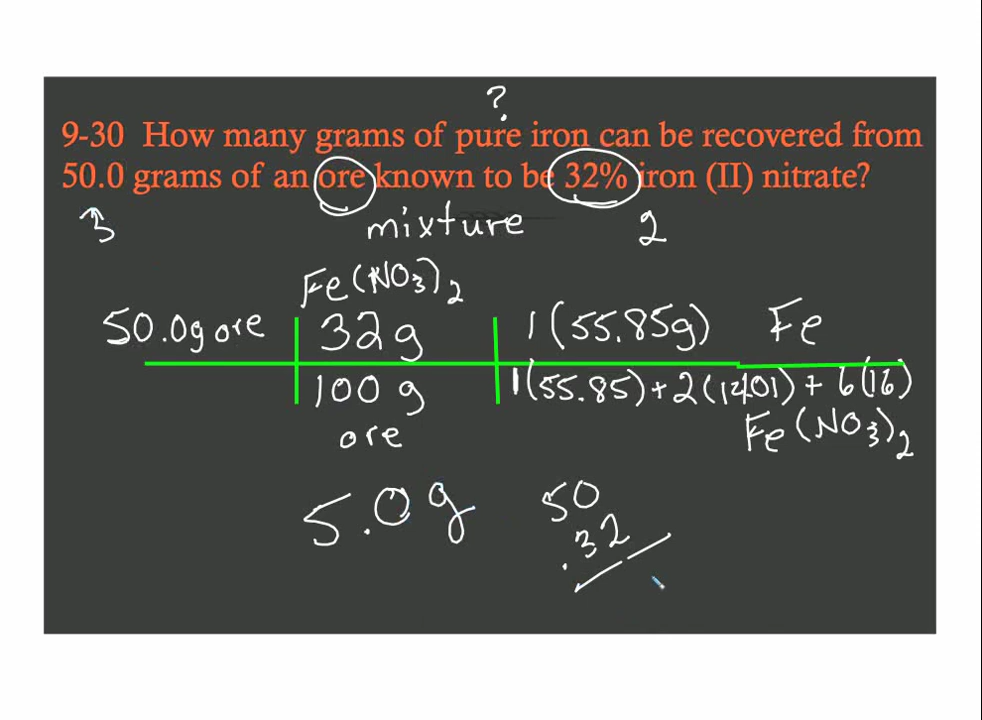 ?
9-30 How many grams of pure iron can be recovered from
50.0 grams of an ore known to be 32% iron (II) nitrate?
3 mixture 2
Fe(NO3)2
50.0g ore 32g 1(55.85g) Fe
100 g 1(55.85)+2(14.01)+6(16)
ore Fe(NO3)2
5.0g 50
.32